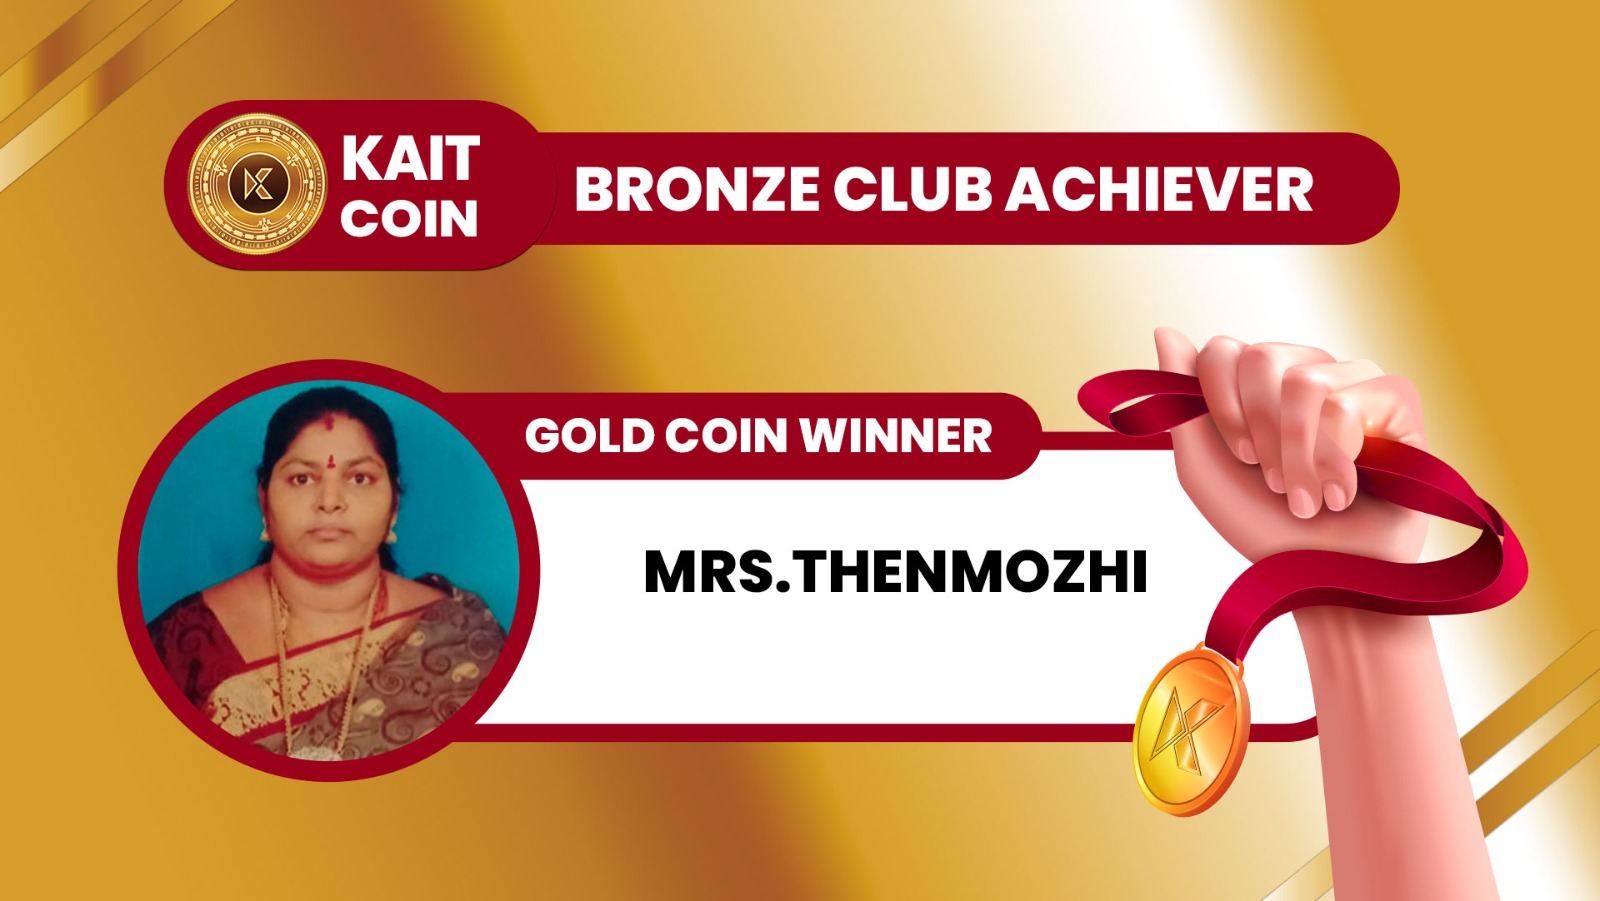 KAIT
COIN
BRONZE CLUB ACHIEVER
GOLD COIN WINNER
MRS.THENMOZHI